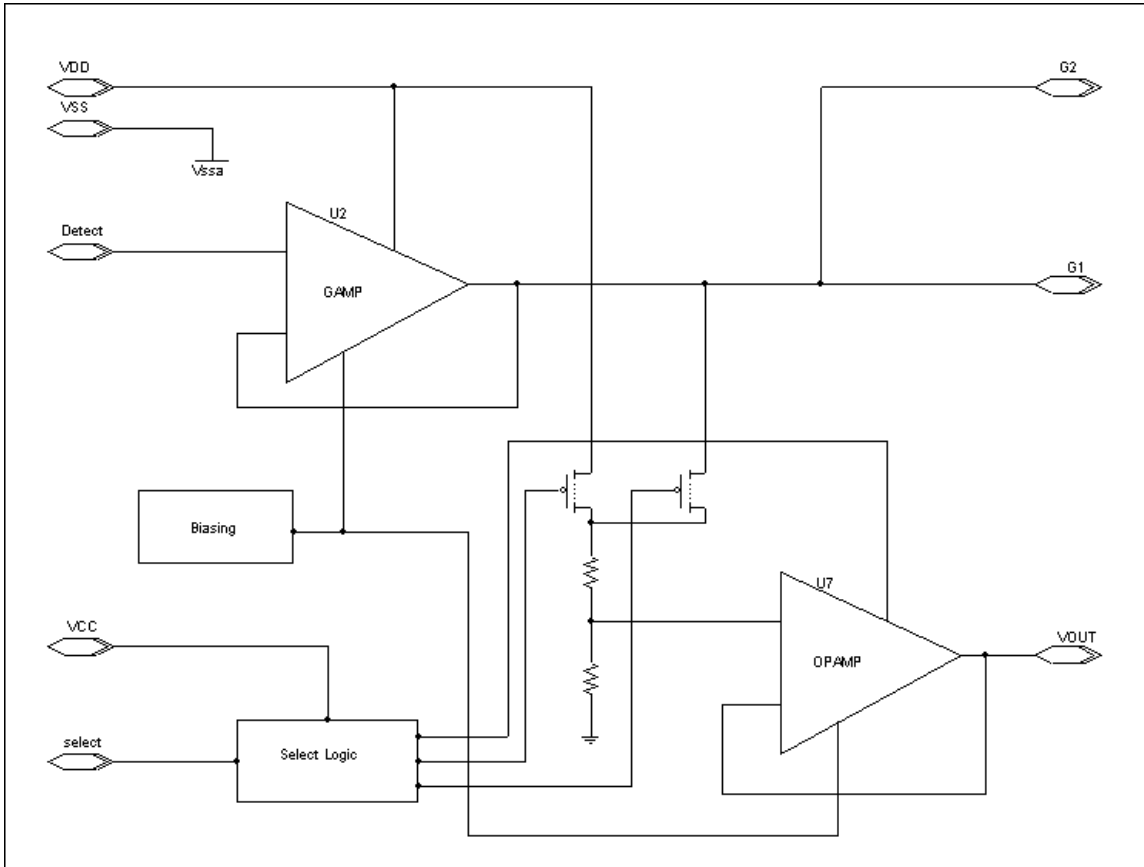 VDD
G2
VSS
Vssa
U2
Detect
G1
GAMP
Biasing
U7
VCC
VOUT
OPAMP
select
Select Logic